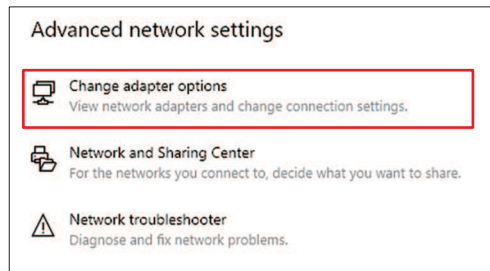 Advanced network settings
Change adapter options
View network adapters and change connection settings.
Network and Sharing Center
For the networks you connect to, decide what you want to share.
Network troubleshooter
Diagnose and fix network problems.